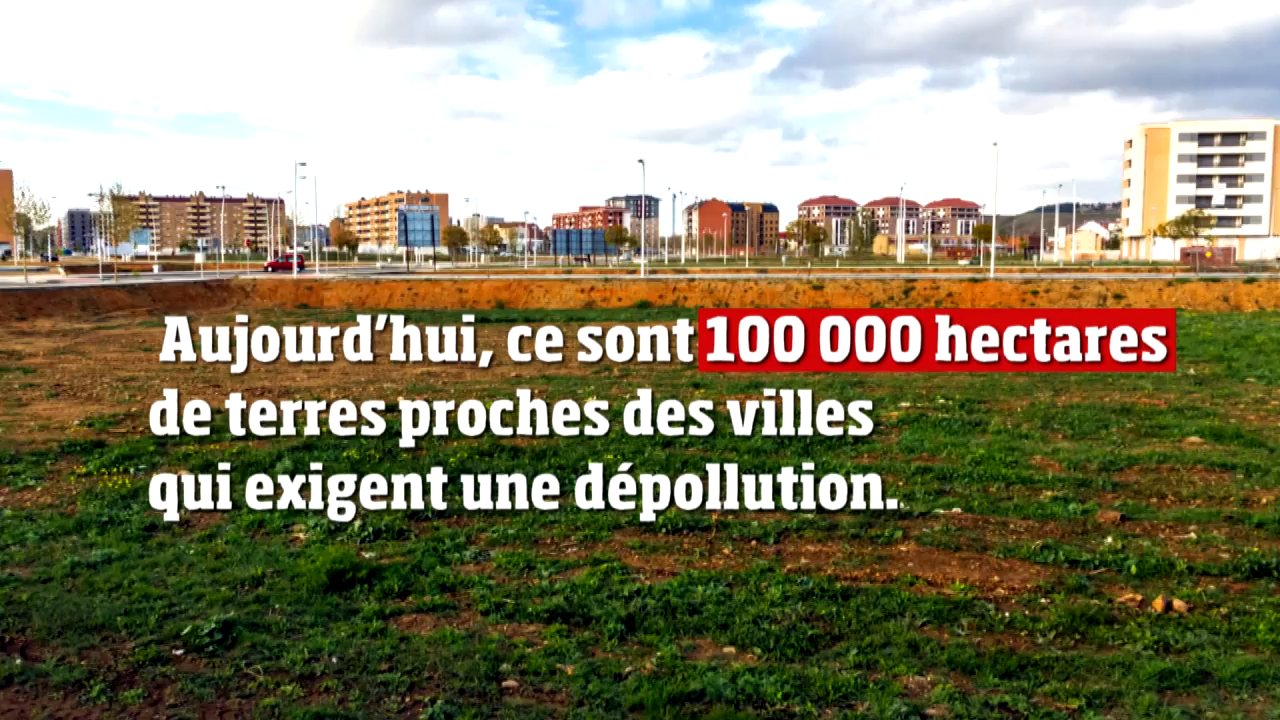 Aujourd’hui, ce sont 100 000 hectares
de terres proches des villes
qui exigent une dépollution.